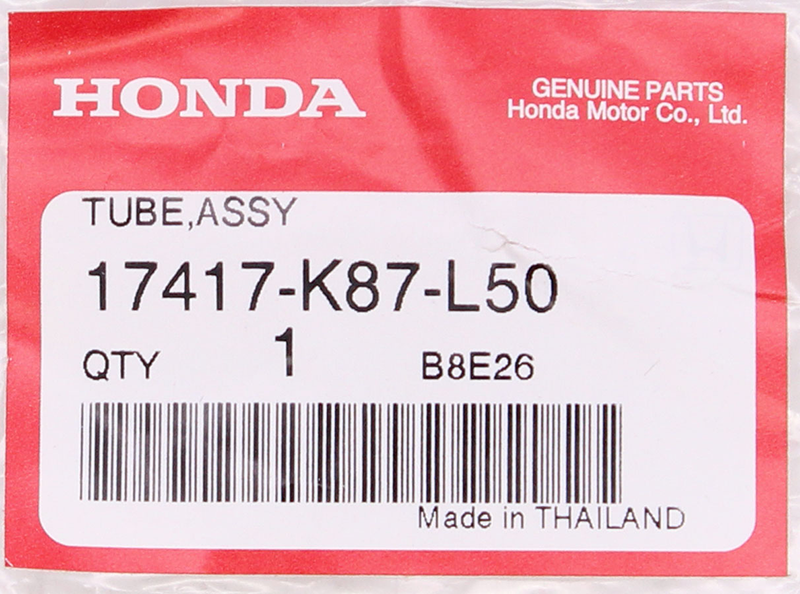 HONDA
GENUINE PARTS
Honda Motor Co., Ltd.
TUBE,ASSY
17417-K87-L50
QTY 1 B8E26
Made in THAILAND